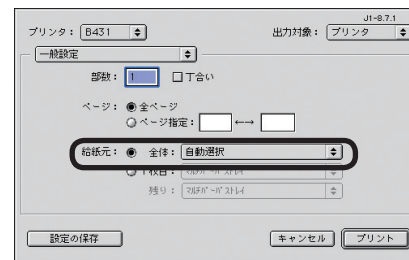 J1-8.7.1
プリンタ： B431 出力対象： プリンタ
一般設定
部数： 1 丁合い
ページ： 全ページ
ページ指定：
給紙元： 全体： 自動選択
1枚目： ﾏﾙﾁﾊﾟｰﾊﾟｽﾄﾚｲ
残り： ﾏﾙﾁﾊﾟｰﾊﾟｽﾄﾚｲ
設定の保存 キャンセル プリント